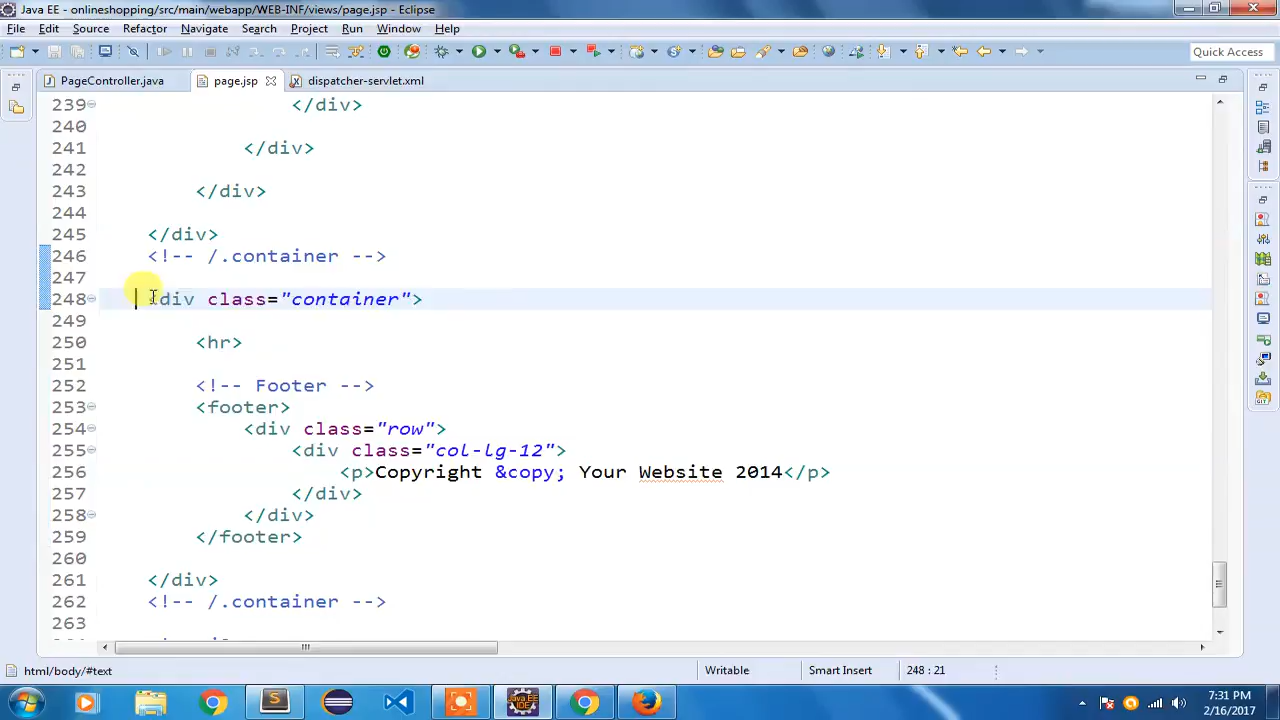 Java EE - onlineshopping/src/main/webapp/WEB-INF/views/page.jsp - Eclipse
File Edit Source Refactor Navigate Search Project Run Window Help
Quick Access
PageController.java page.jsp dispatcher-servlet.xml
239 </div>
240
241 </div>
242
243 </div>
244
245 </div>
246 <!-- /.container -->
247
248 div class="container">
249
250 <hr>
251
252 <!-- Footer -->
253 <footer>
254 <div class="row">
255 <div class="col-lg-12">
256 <p>Copyright &copy; Your Website 2014</p>
257 </div>
258 </div>
259 </footer>
260
261 </div>
262 <!-- /.container -->
263
html/body/#text Writable Smart Insert 248 : 21
7:31 PM
2/16/2017